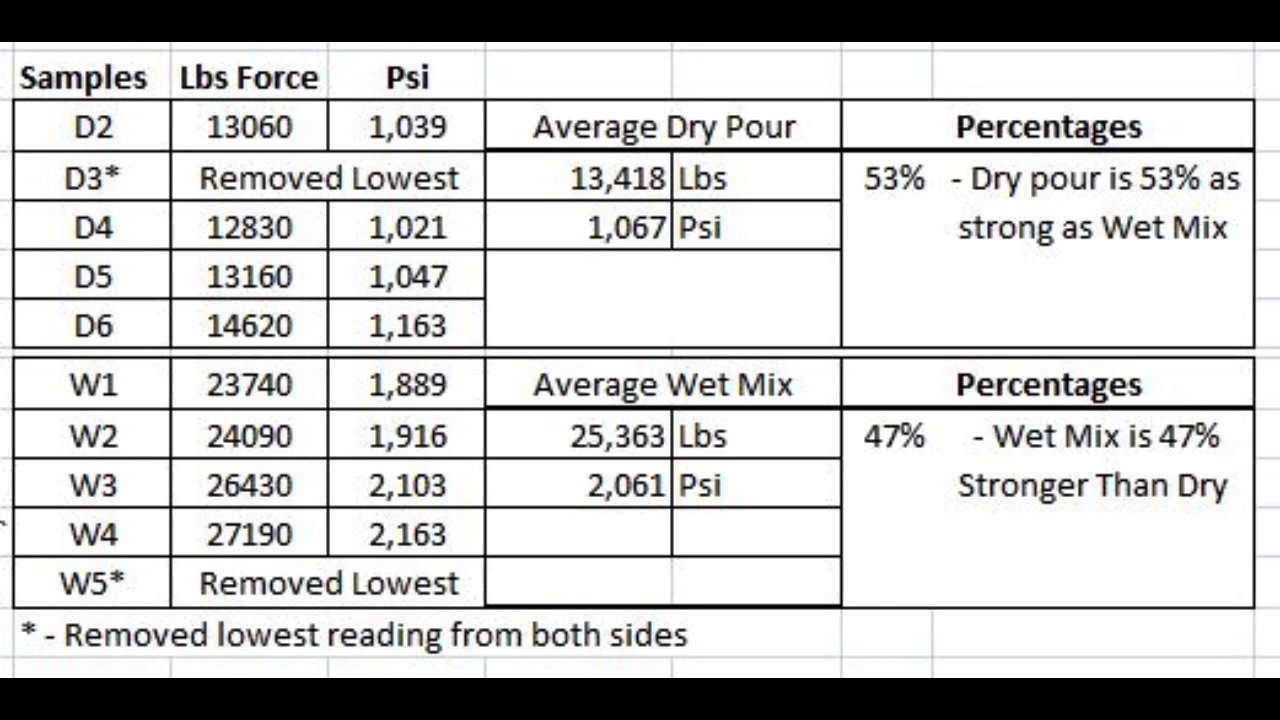 Samples Lbs Force Psi
D2 13060 1,039 Average Dry Pour Percentages
D3* Removed Lowest 13,418 Lbs 53% - Dry pour is 53% as
D4 12830 1,021 1,067 Psi strong as Wet Mix
D5 13160 1,047
D6 14620 1,163
W1 23740 1,889 Average Wet Mix Percentages
W2 24090 1,916 25,363 Lbs 47% - Wet Mix is 47%
W3 26430 2,103 2,061 Psi Stronger Than Dry
W4 27190 2,163
W5* Removed Lowest
* - Removed lowest reading from both sides